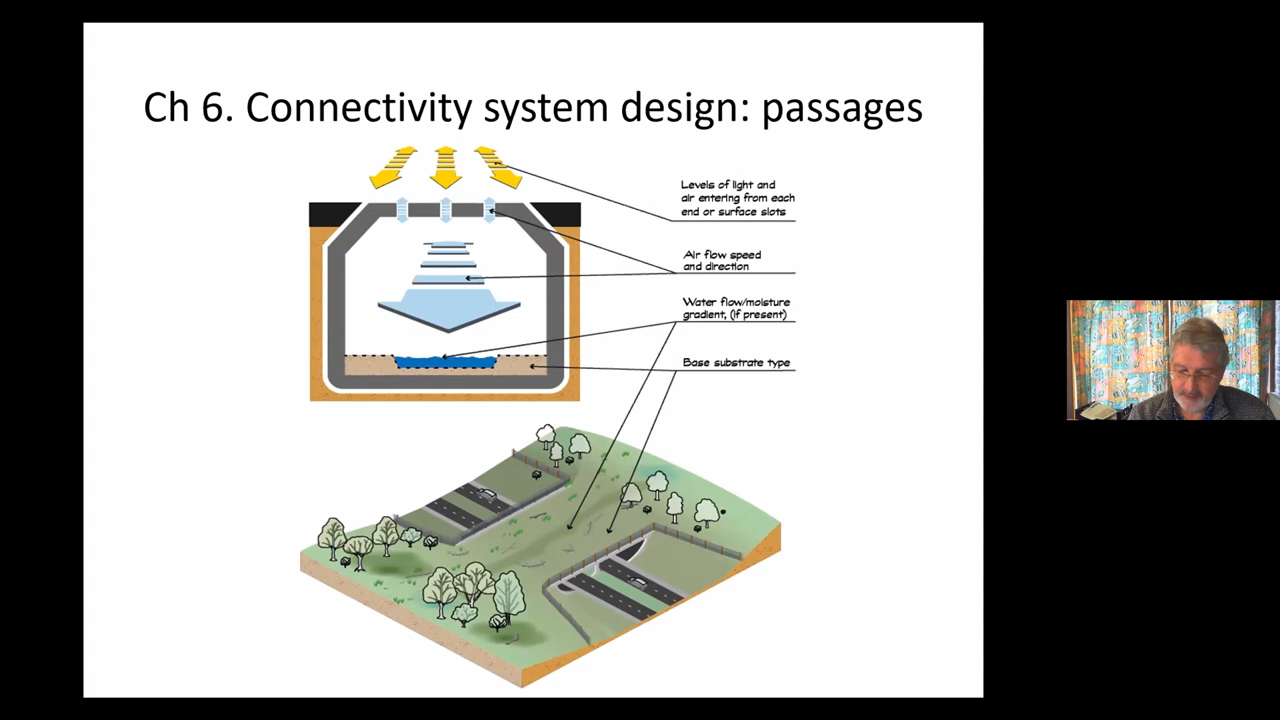 Ch 6. Connectivity system design: passages
Levels of light and
air entering from each
end or surface slots
Air flow speed
and direction
Water flow/moisture
gradient, (if present)
Base substrate type